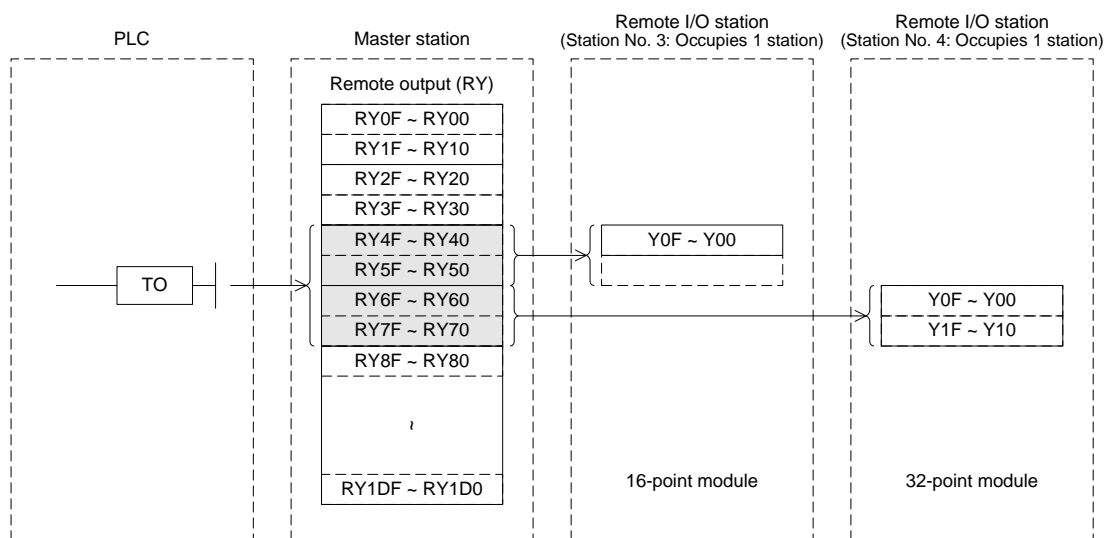 PLC
Master station
Remote I/O station
(Station No. 3: Occupies 1 station)
Remote I/O station
(Station No. 4: Occupies 1 station)
Remote output (RY)
RY0F ~ RY00
RY1F ~ RY10
RY2F ~ RY20
RY3F ~ RY30
RY4F ~ RY40
RY5F ~ RY50
RY6F ~ RY60
RY7F ~ RY70
RY8F ~ RY80
~
RY1DF ~ RY1D0
TO
Y0F ~ Y00
16-point module
Y0F ~ Y00
Y1F ~ Y10
32-point module